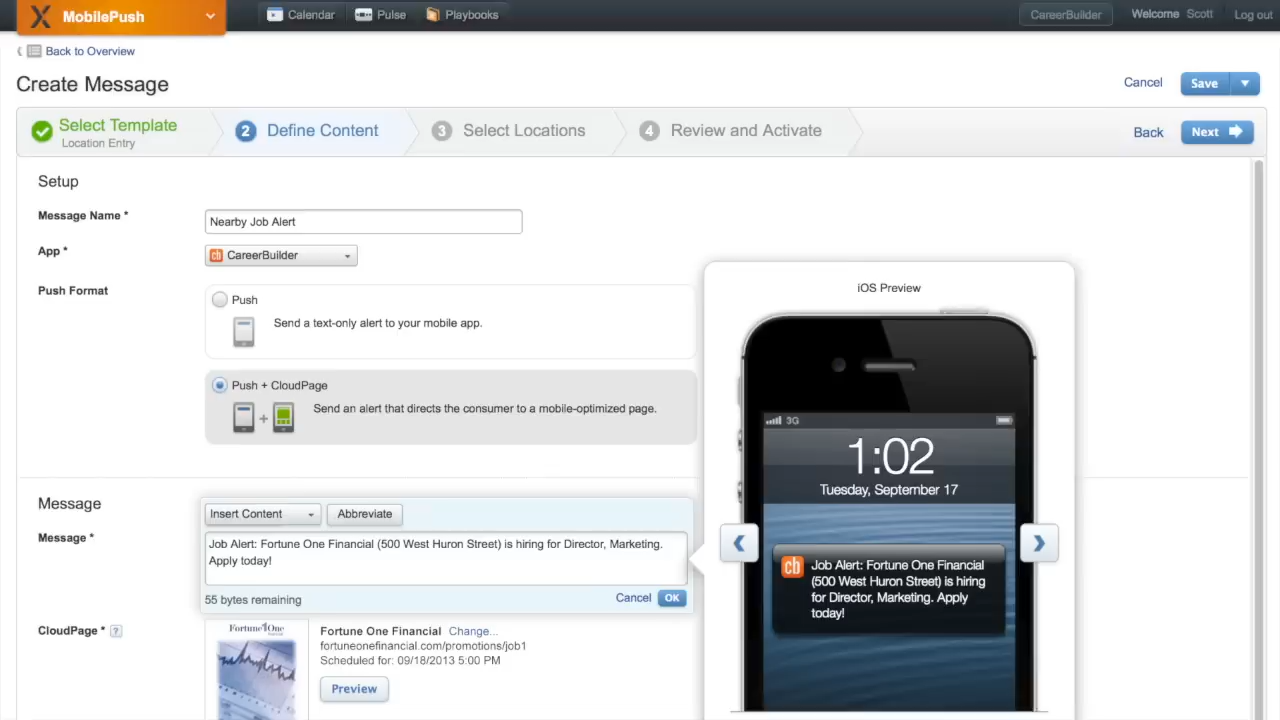 MobilePush
Calendar
Pulse
Playbooks
CareerBuilder
Welcome Scott
Log out
Back to Overview
Create Message
Cancel
Save
Select Template
Location Entry
2 Define Content
3 Select Locations
4 Review and Activate
Back
Next
Setup
Message Name *
Nearby Job Alert
App *
cb CareerBuilder
Push Format
Push
Send a text-only alert to your mobile app.
Push + CloudPage
+
Send an alert that directs the consumer to a mobile-optimized page.
Message
Insert Content
Abbreviate
Message *
Job Alert: Fortune One Financial (500 West Huron Street) is hiring for Director, Marketing.
Apply today!
55 bytes remaining
Cancel
OK
CloudPage * ?
Fortune1One
Fortune One Financial Change...
fortuneonefinancial.com/promotions/job1
Scheduled for: 09/18/2013 5:00 PM
Preview
iOS Preview
3G
1:02
Tuesday, September 17
cb
Job Alert: Fortune One Financial
(500 West Huron Street) is hiring
for Director, Marketing. Apply
today!